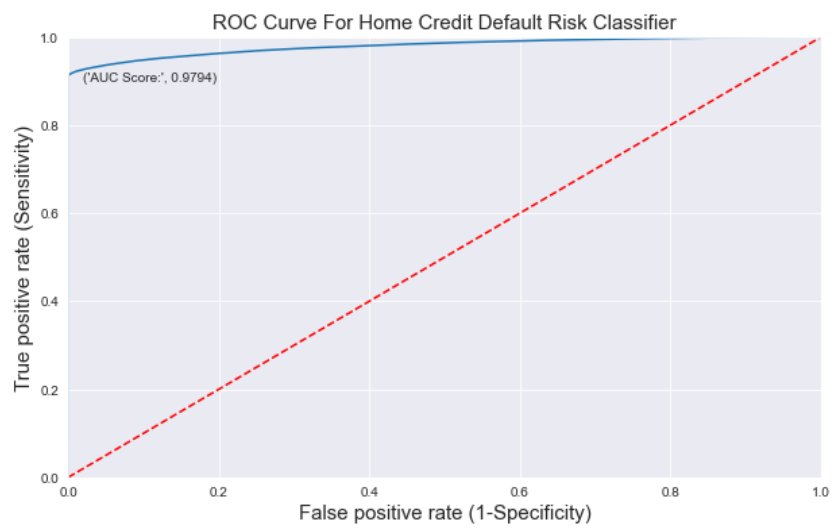 ROC Curve For Home Credit Default Risk Classifier
1.0
('AUC Score:', 0.9794)
0.8
0.6
0.4
0.2
0.0
True positive rate (Sensitivity)
0.0 0.2 0.4 0.6 0.8 1.0
False positive rate (1-Specificity)